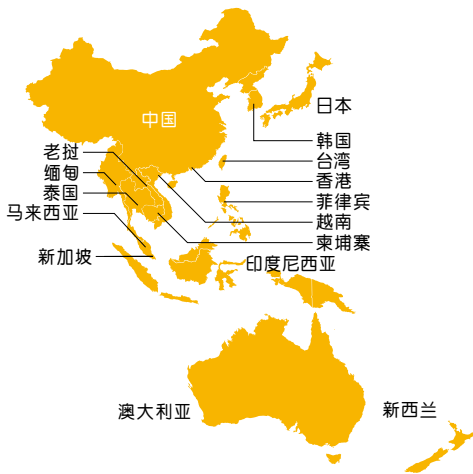 日本
中国
韩国
老挝
台湾
缅甸
香港
泰国
菲律宾
马来西亚
越南
柬埔寨
新加坡
印度尼西亚
澳大利亚
新西兰